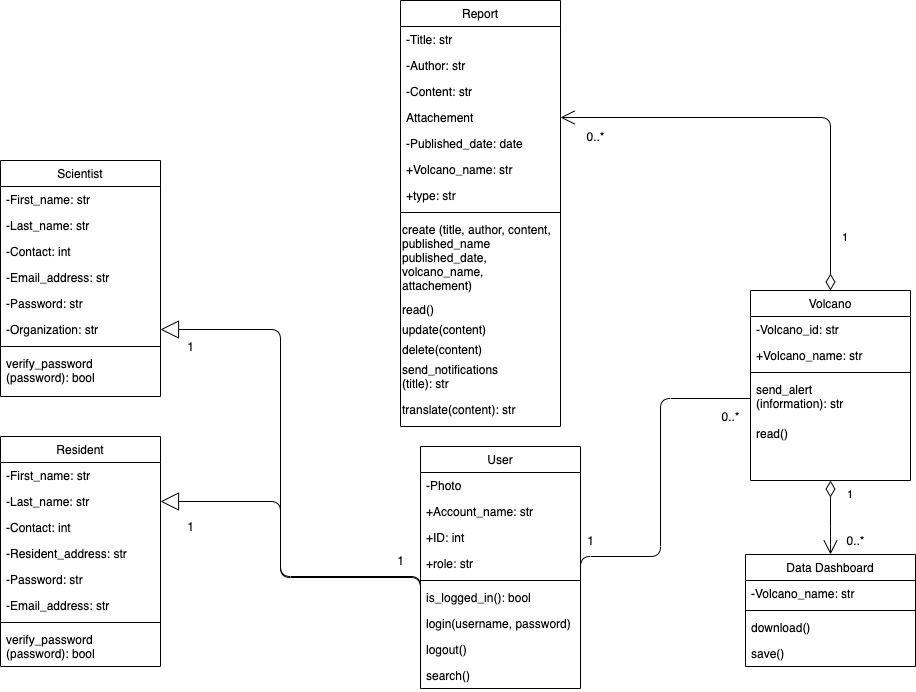 Report
-Title: str
-Author: str
-Content: str
Attachement
-Published_date: date
+Volcano_name: str
+type: str
create (title, author, content,
published_name
published_date,
volcano_name,
attachement)
read()
update(content)
delete(content)
send_notifications
(title): str
translate(content): str
0..*
1
Scientist
-First_name: str
-Last_name: str
-Contact: int
-Email_address: str
-Password: str
-Organization: str
verify_password
(password): bool
1
Resident
-First_name: str
-Last_name: str
-Contact: int
-Resident_address: str
-Password: str
-Email_address: str
verify_password
(password): bool
1
1
User
-Photo
+Account_name: str
+ID: int
+role: str
is_logged_in(): bool
login(username, password)
logout()
search()
1
0..*
Volcano
-Volcano_id: str
+Volcano_name: str
send_alert
(information): str
read()
1
0..*
Data Dashboard
-Volcano_name: str
download()
save()